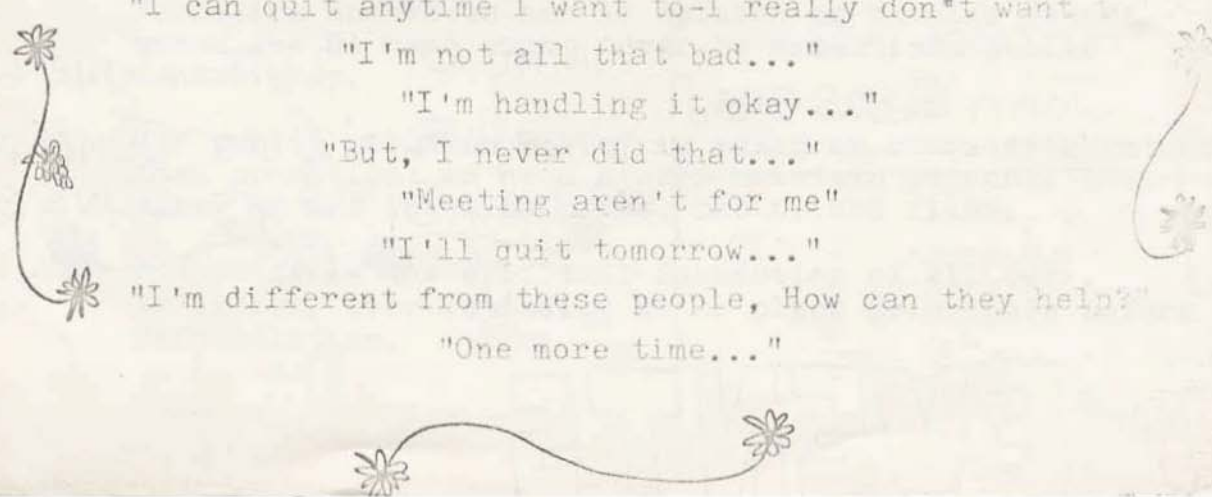 "I can quit anytime I want to-I really don't want to
"I'm not all that bad..."
"I'm handling it okay..."
"But, I never did that..."
"Meeting aren't for me"
"I'll quit tomorrow..."
"I'm different from these people, How can they help?"
"One more time..."